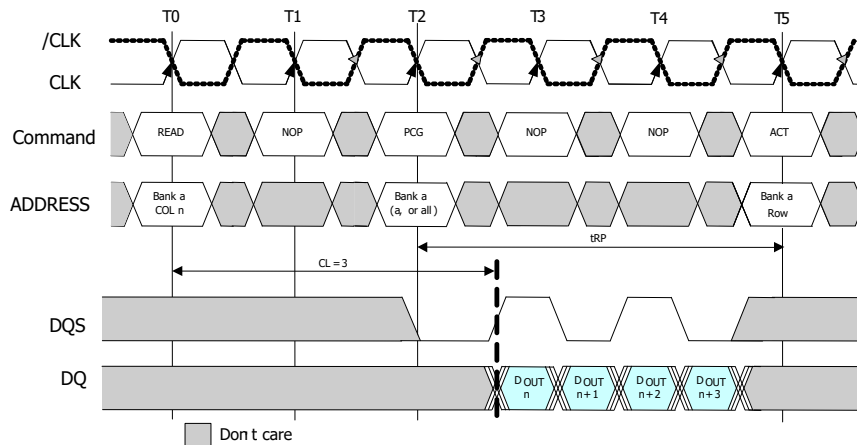 T0 T1 T2 T3 T4 T5
/CLK
CLK
Command READ NOP PCG NOP NOP ACT
ADDRESS Bank a COL n Bank a (a, or all) Bank a Row
tRP
CL = 3
DQS
DQ DOUT n DOUT n+1 DOUT n+2 DOUT n+3
Don t care